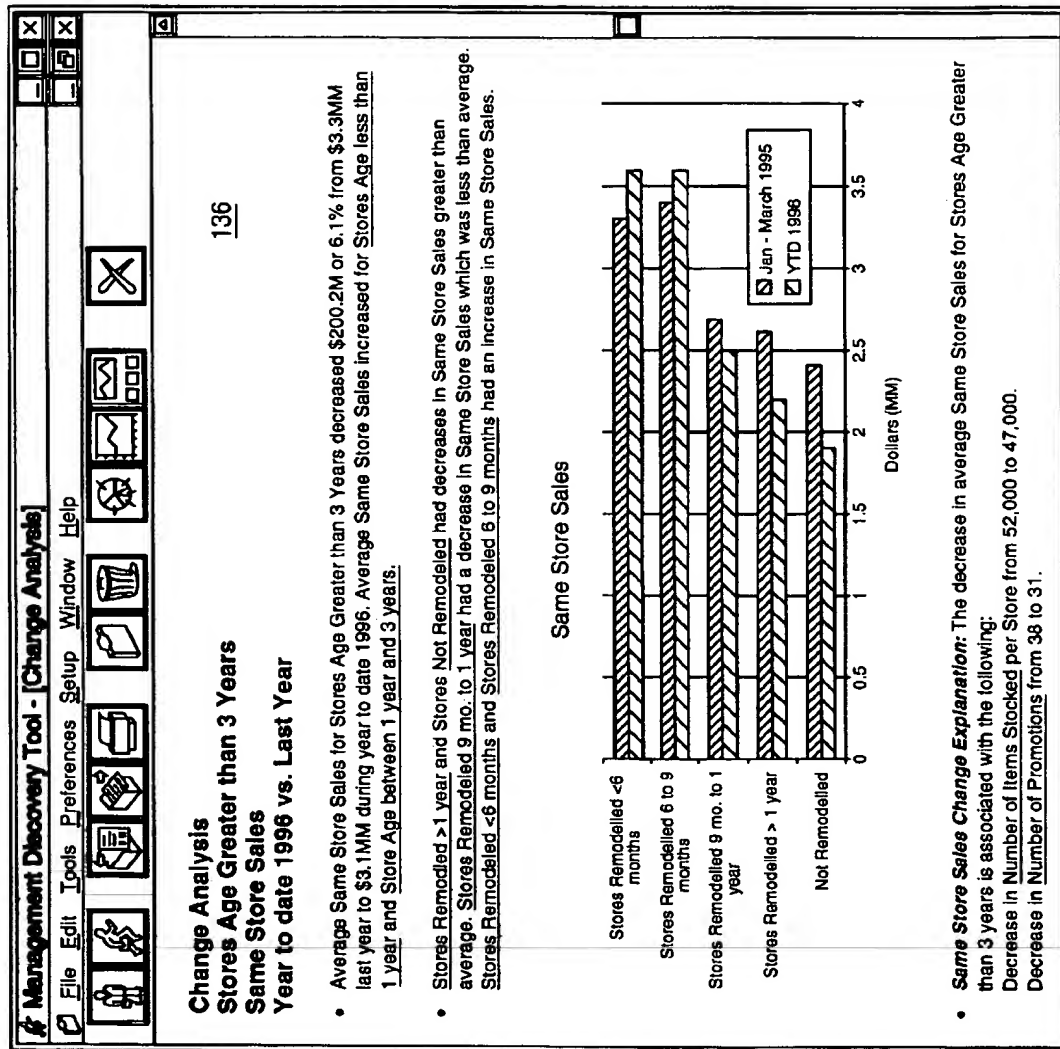 Management Discovery Tool - [Change Analysis]
File Edit Tools Preferences Setup Window Help
136
Change Analysis
Stores Age Greater than 3 Years
Same Store Sales
Year to date 1996 vs. Last Year
• Average Same Store Sales for Stores Age Greater than 3 Years decreased $200.2M or 6.1% from $3.3MM
last year to $3.1MM during year to date 1996. Average Same Store Sales increased for Stores Age less than
1 year and Store Age between 1 year and 3 years.
• Stores Remodled >1 year and Stores Not Remodeled had decreases in Same Store Sales greater than
average. Stores Remodeled 9 mo. to 1 year had a decrease in Same Store Sales which was less than average.
Stores Remodeled <6 months and Stores Remodeled 6 to 9 months had an increase in Same Store Sales.
Same Store Sales
Stores Remodelled <6
months
Stores Remodelled 6 to 9
months
Stores Remodelled 9 mo. to 1
year
Stores Remodelled > 1 year
Not Remodelled
Jan - March 1995
YTD 1996
0 0.5 1 1.5 2 2.5 3 3.5 4
Dollars (MM)
• Same Store Sales Change Explanation: The decrease in average Same Store Sales for Stores Age Greater
than 3 years is associated with the following:
Decrease in Number of Items Stocked per Store from 52,000 to 47,000.
Decrease in Number of Promotions from 38 to 31.